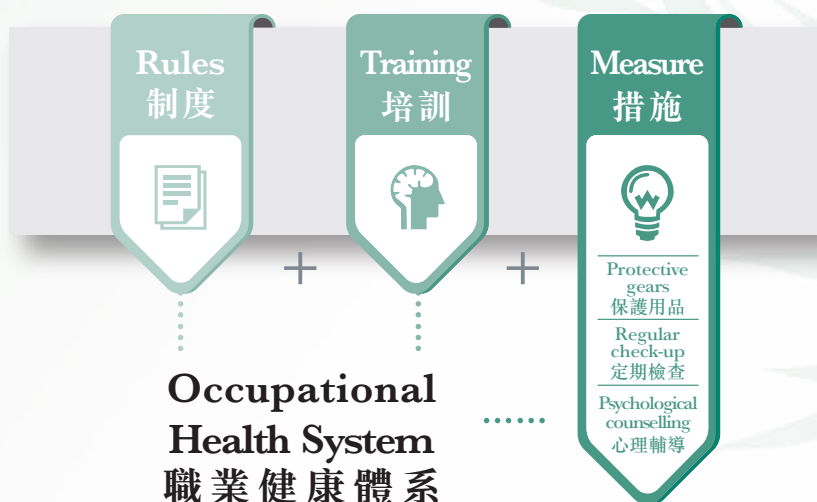 Rules
制度
Training
培訓
Measure
措施
+
+
Protective
gears
保護用品
Regular
check-up
定期檢查
Psychological
counselling
心理輔導
Occupational
Health System
職業健康體系